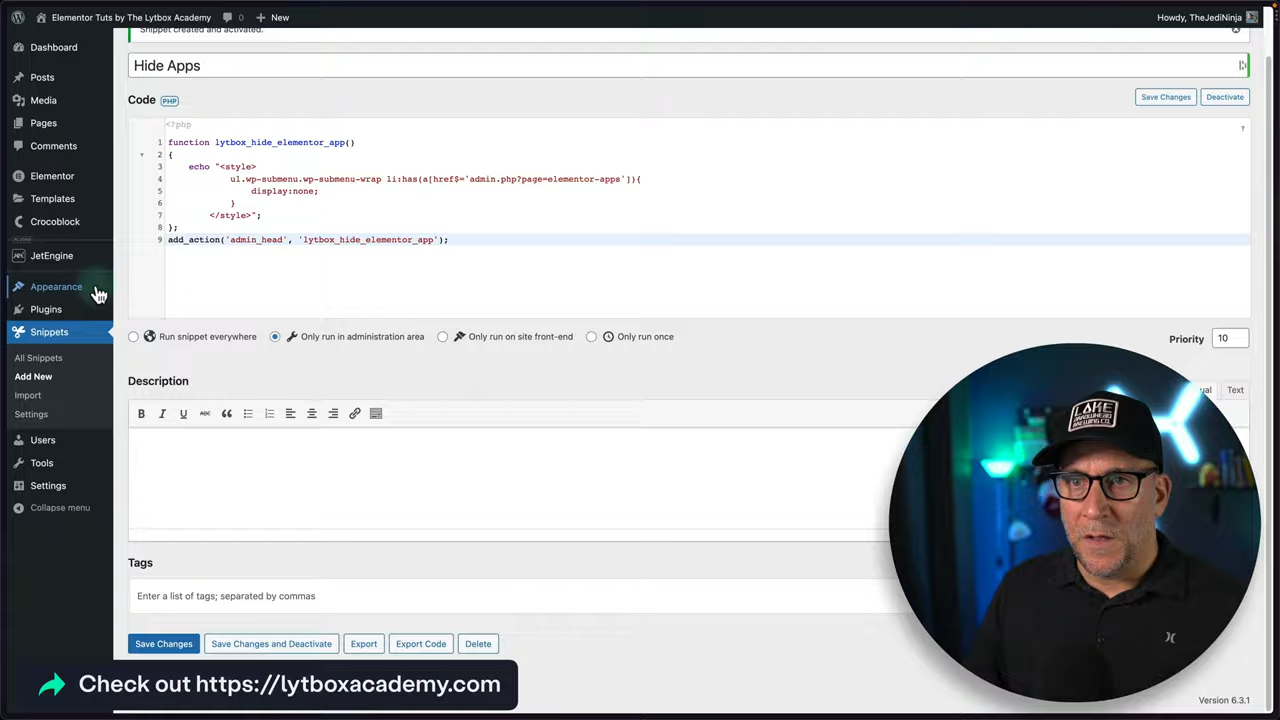 Elementor Tuts by The Lytbox Academy
0
New
Howdy, TheJediNinja
Dashboard
Posts
Media
Pages
Comments
Elementor
Templates
Crocoblock
JetEngine
Appearance
Plugins
Snippets
All Snippets
Add New
Import
Settings
Users
Tools
Settings
Collapse menu
Snippet created and activated.
Hide Apps
Code PHP
Save Changes
Deactivate
<?php
?
1 function lytbox_hide_elementor_app()
2 {
3 echo "<style>
4 ul.wp-submenu.wp-submenu-wrap li:has(a[href$='admin.php?page=elementor-apps']){
5 display:none;
6 }
7 </style>";
8 };
9 add_action('admin_head', 'lytbox_hide_elementor_app');
Run snippet everywhere
Only run in administration area
Only run on site front-end
Only run once
Priority
10
Description
Text
B I U ABC
Tags
Enter a list of tags; separated by commas
Save Changes
Save Changes and Deactivate
Export
Export Code
Delete
LAKE
ARROWHEAD
BREWING CO.
Check out https://lytboxacademy.com
Version 6.3.1